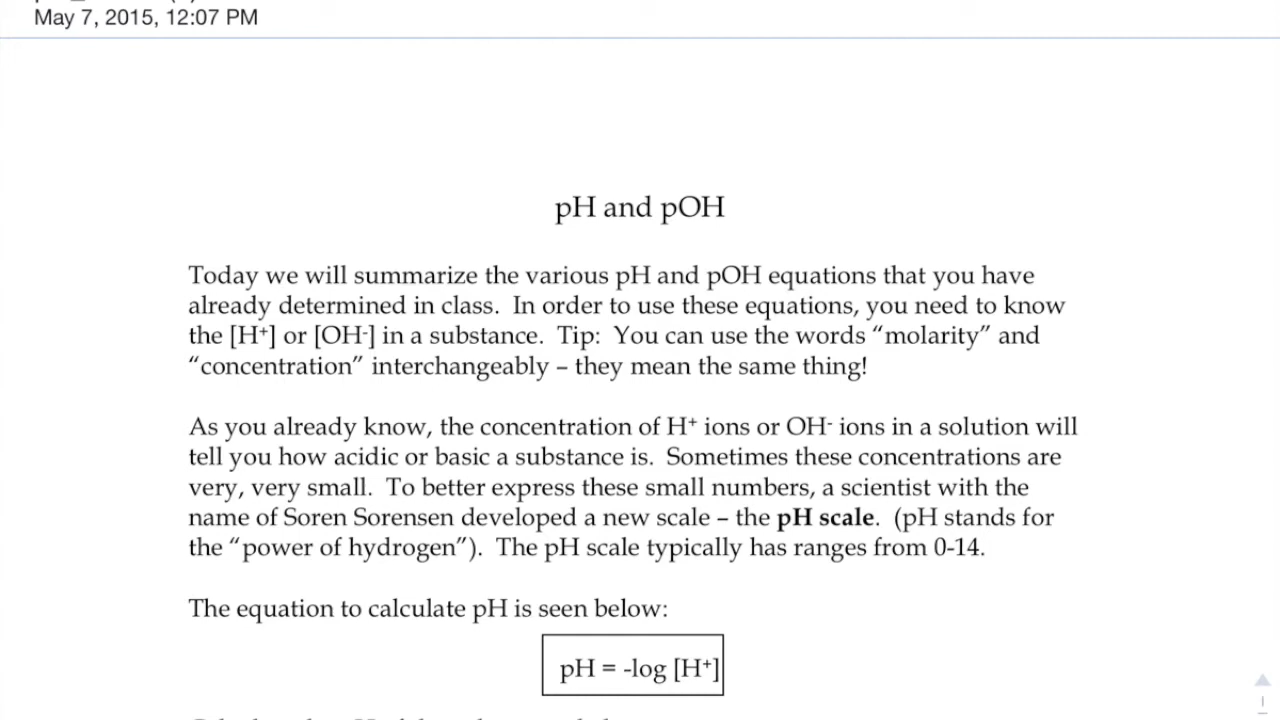 May 7, 2015, 12:07 PM
pH and pOH
Today we will summarize the various pH and pOH equations that you have
already determined in class.  In order to use these equations, you need to know
the [H⁺] or [OH⁻] in a substance.  Tip:  You can use the words “molarity” and
“concentration” interchangeably – they mean the same thing!
As you already know, the concentration of H⁺ ions or OH⁻ ions in a solution will
tell you how acidic or basic a substance is.  Sometimes these concentrations are
very, very small.  To better express these small numbers, a scientist with the
name of Soren Sorensen developed a new scale – the pH scale.  (pH stands for
the “power of hydrogen”).  The pH scale typically has ranges from 0-14.
The equation to calculate pH is seen below:
pH = -log [H⁺]